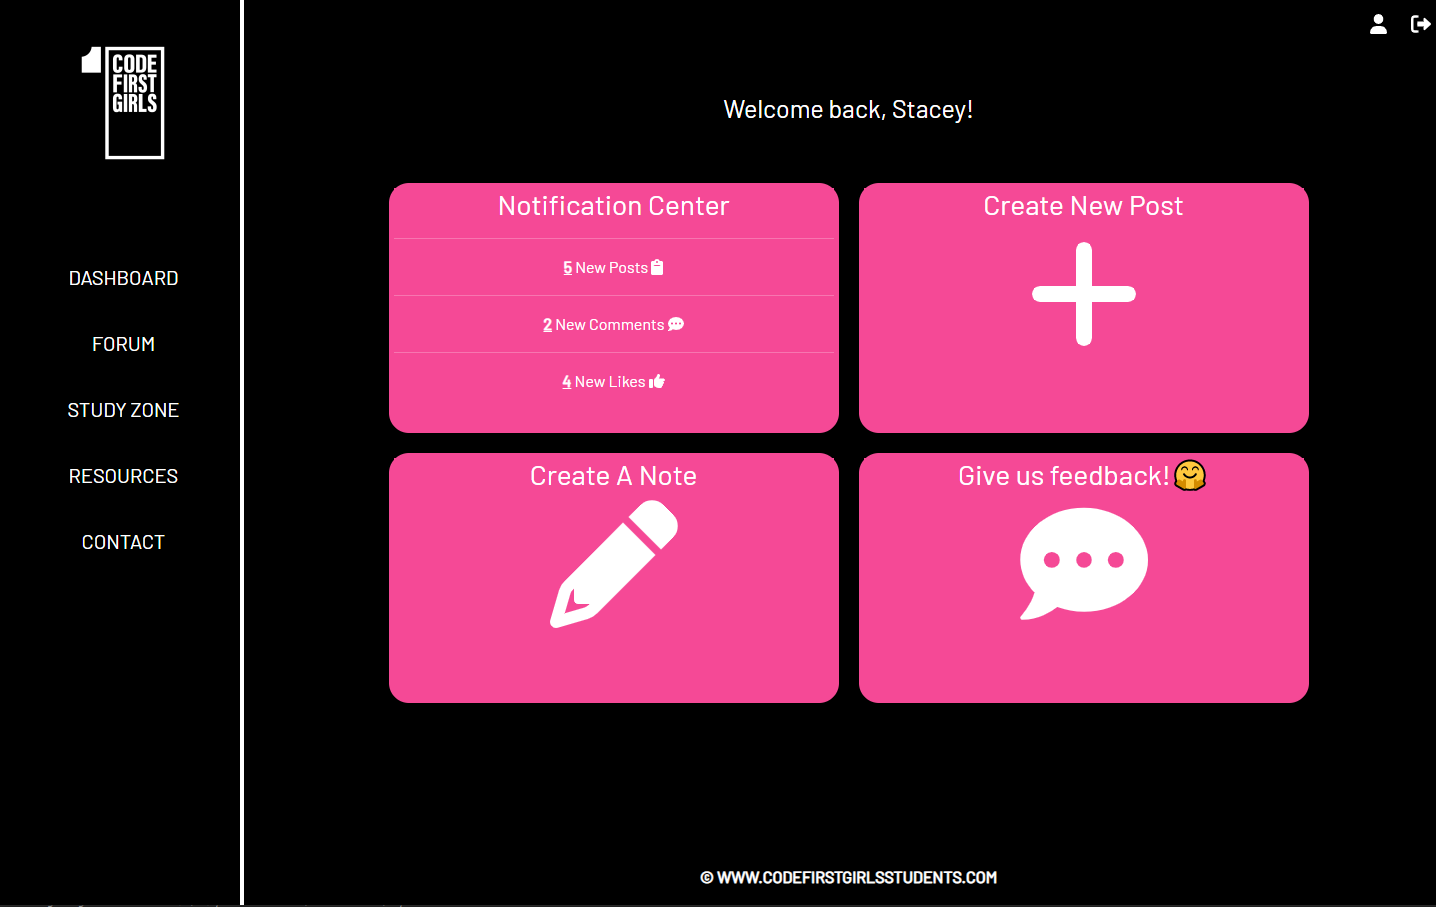 CODE
FIRST
GIRLS
DASHBOARD
FORUM
STUDY ZONE
RESOURCES
CONTACT
Welcome back, Stacey!
Notification Center
5 New Posts
2 New Comments
4 New Likes
Create New Post
Create A Note
Give us feedback!🤗
© WWW.CODEFIRSTGIRLSSTUDENTS.COM